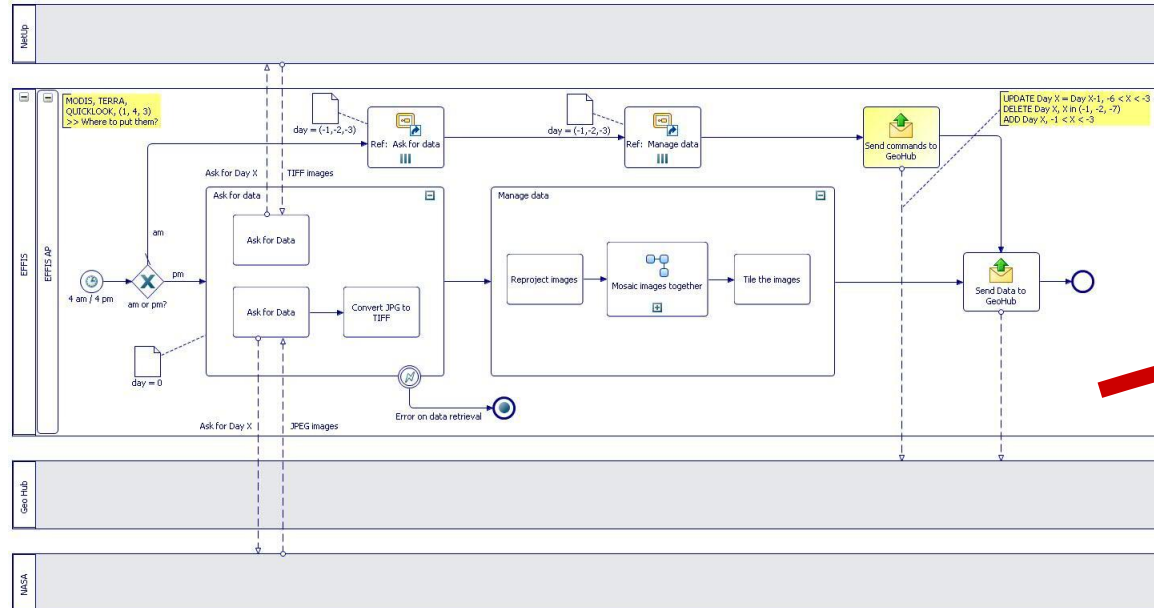 NetUp
EFFIS
EFFIS AP
MODIS, TERRA,
QUICKLOOK, (1, 4, 3)
>> Where to put them?
day = (-1,-2,-3)
Ref: Ask for data
day = (-1,-2,-3)
Ref: Manage data
Send commands to
GeoHub
UPDATE Day X = Day X-1, -6 < X < -3
DELETE Day X, X in (-1, -2, -7)
ADD Day X, -1 < X < -3
Ask for Day X
TIFF images
Ask for data
Manage data
am
Ask for Data
pm
4 am / 4 pm
am or pm?
Reproject images
Mosaic images together
Tile the images
Send Data to
GeoHub
Ask for Data
Convert JPG to
TIFF
day = 0
Error on data retrieval
Ask for Day X
JPEG images
Geo Hub
NASA